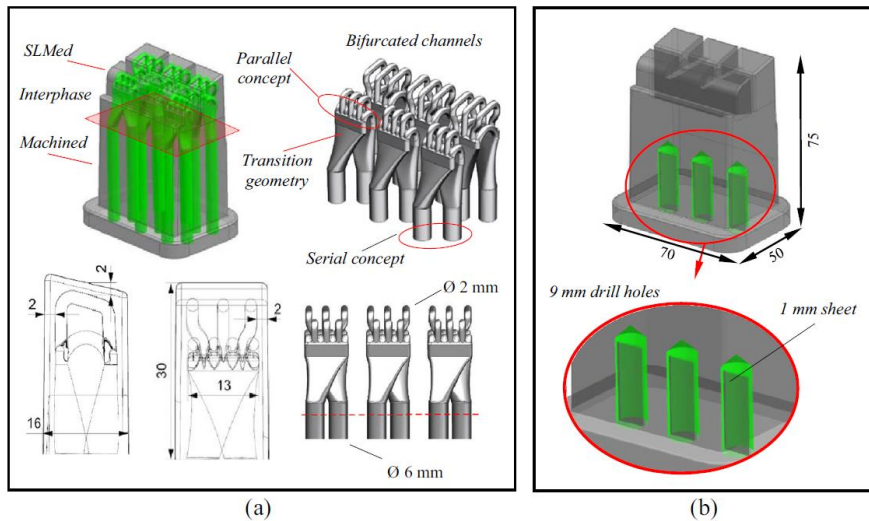 SLMed
Interphase
Machined
Parallel
concept
Transition
geometry
Bifurcated channels
Serial concept
2
2
16
30
2
13
Ø 2 mm
Ø 6 mm
(a)
75
70
50
9 mm drill holes
1 mm sheet
(b)